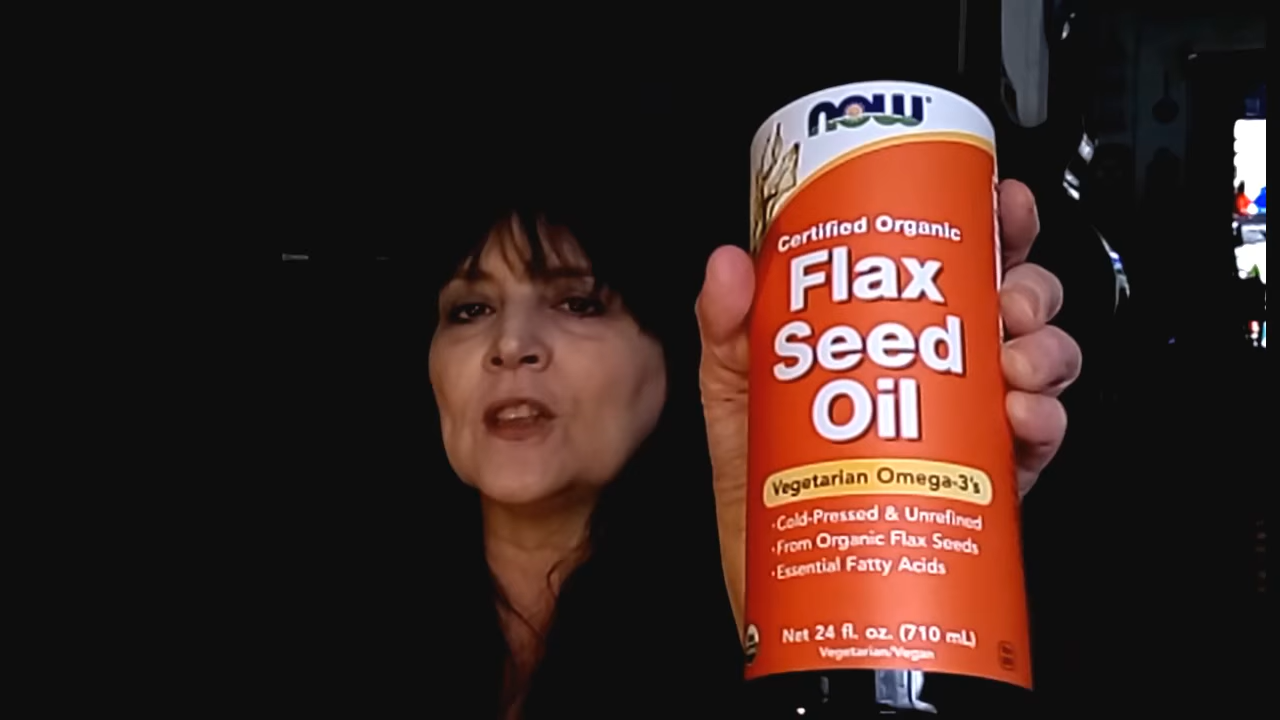 NOW
Certified Organic
Flax
Seed
Oil
Vegetarian Omega-3's
·Cold-Pressed & Unrefined
·From Organic Flax Seeds
·Essential Fatty Acids
Net 24 fl. oz. (710 mL)
Vegetarian/Vegan